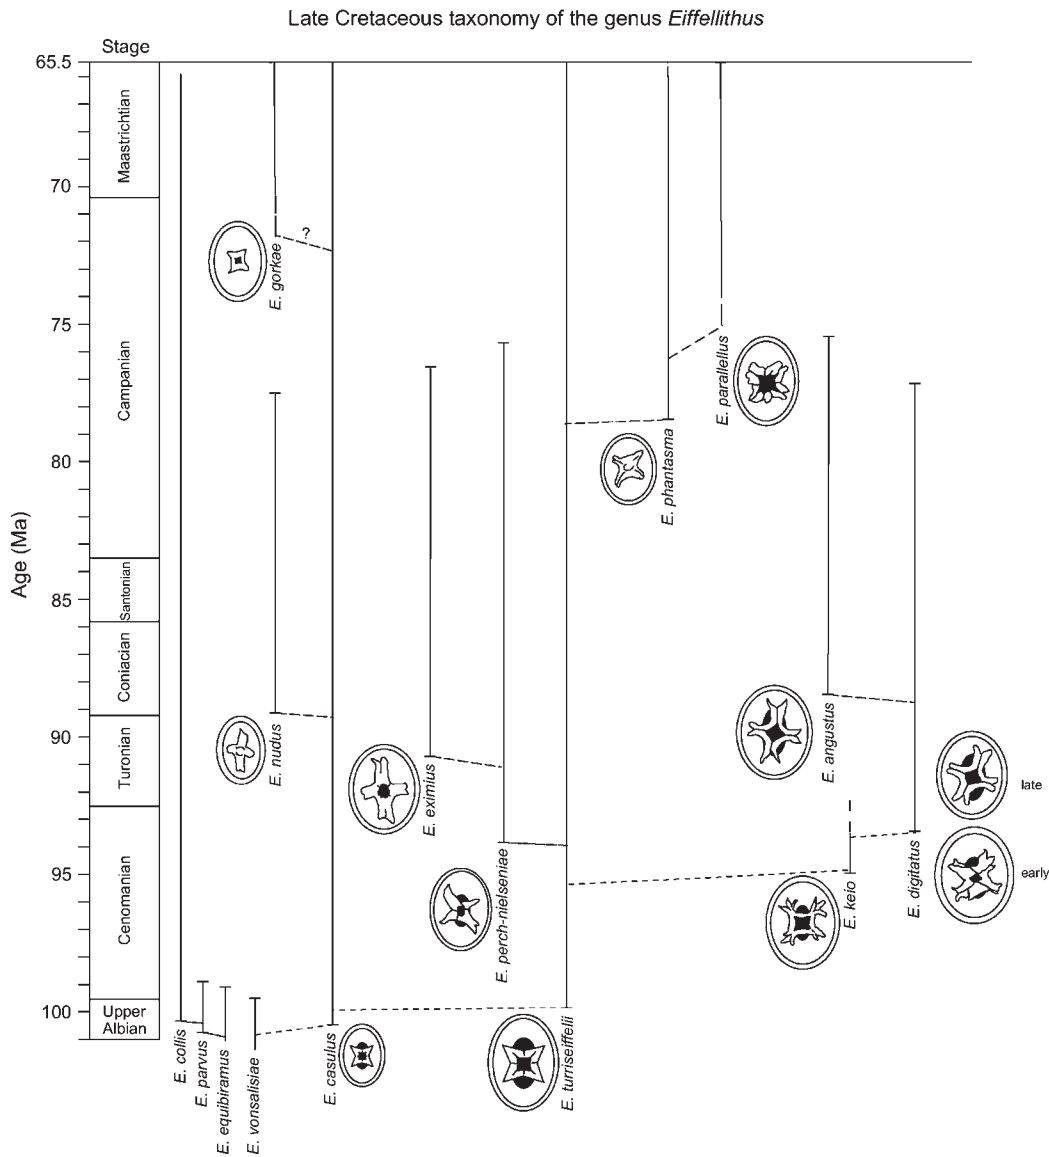 Late Cretaceous taxonomy of the genus Eiffellithus
Stage
Age (Ma)
65.5
70
75
80
85
90
95
100
Maastrichtian
Campanian
Santonian
Coniacian
Turonian
Cenomanian
Upper
Albian
?
E. gorkae
E. parallellus
E. phantasma
E. nudus
E. eximius
E. angustus
late
E. perch-nielseniae
E. keio
E. digitatus
early
E. collis
E. parvus
E. equibiramus
E. vonsalisiae
E. casulus
E. turriseiffelii